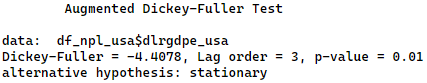 Augmented Dickey-Fuller Test
data:  df_npl_usa$dlrgdpe_usa
Dickey-Fuller = -4.4078, Lag order = 3, p-value = 0.01
alternative hypothesis: stationary